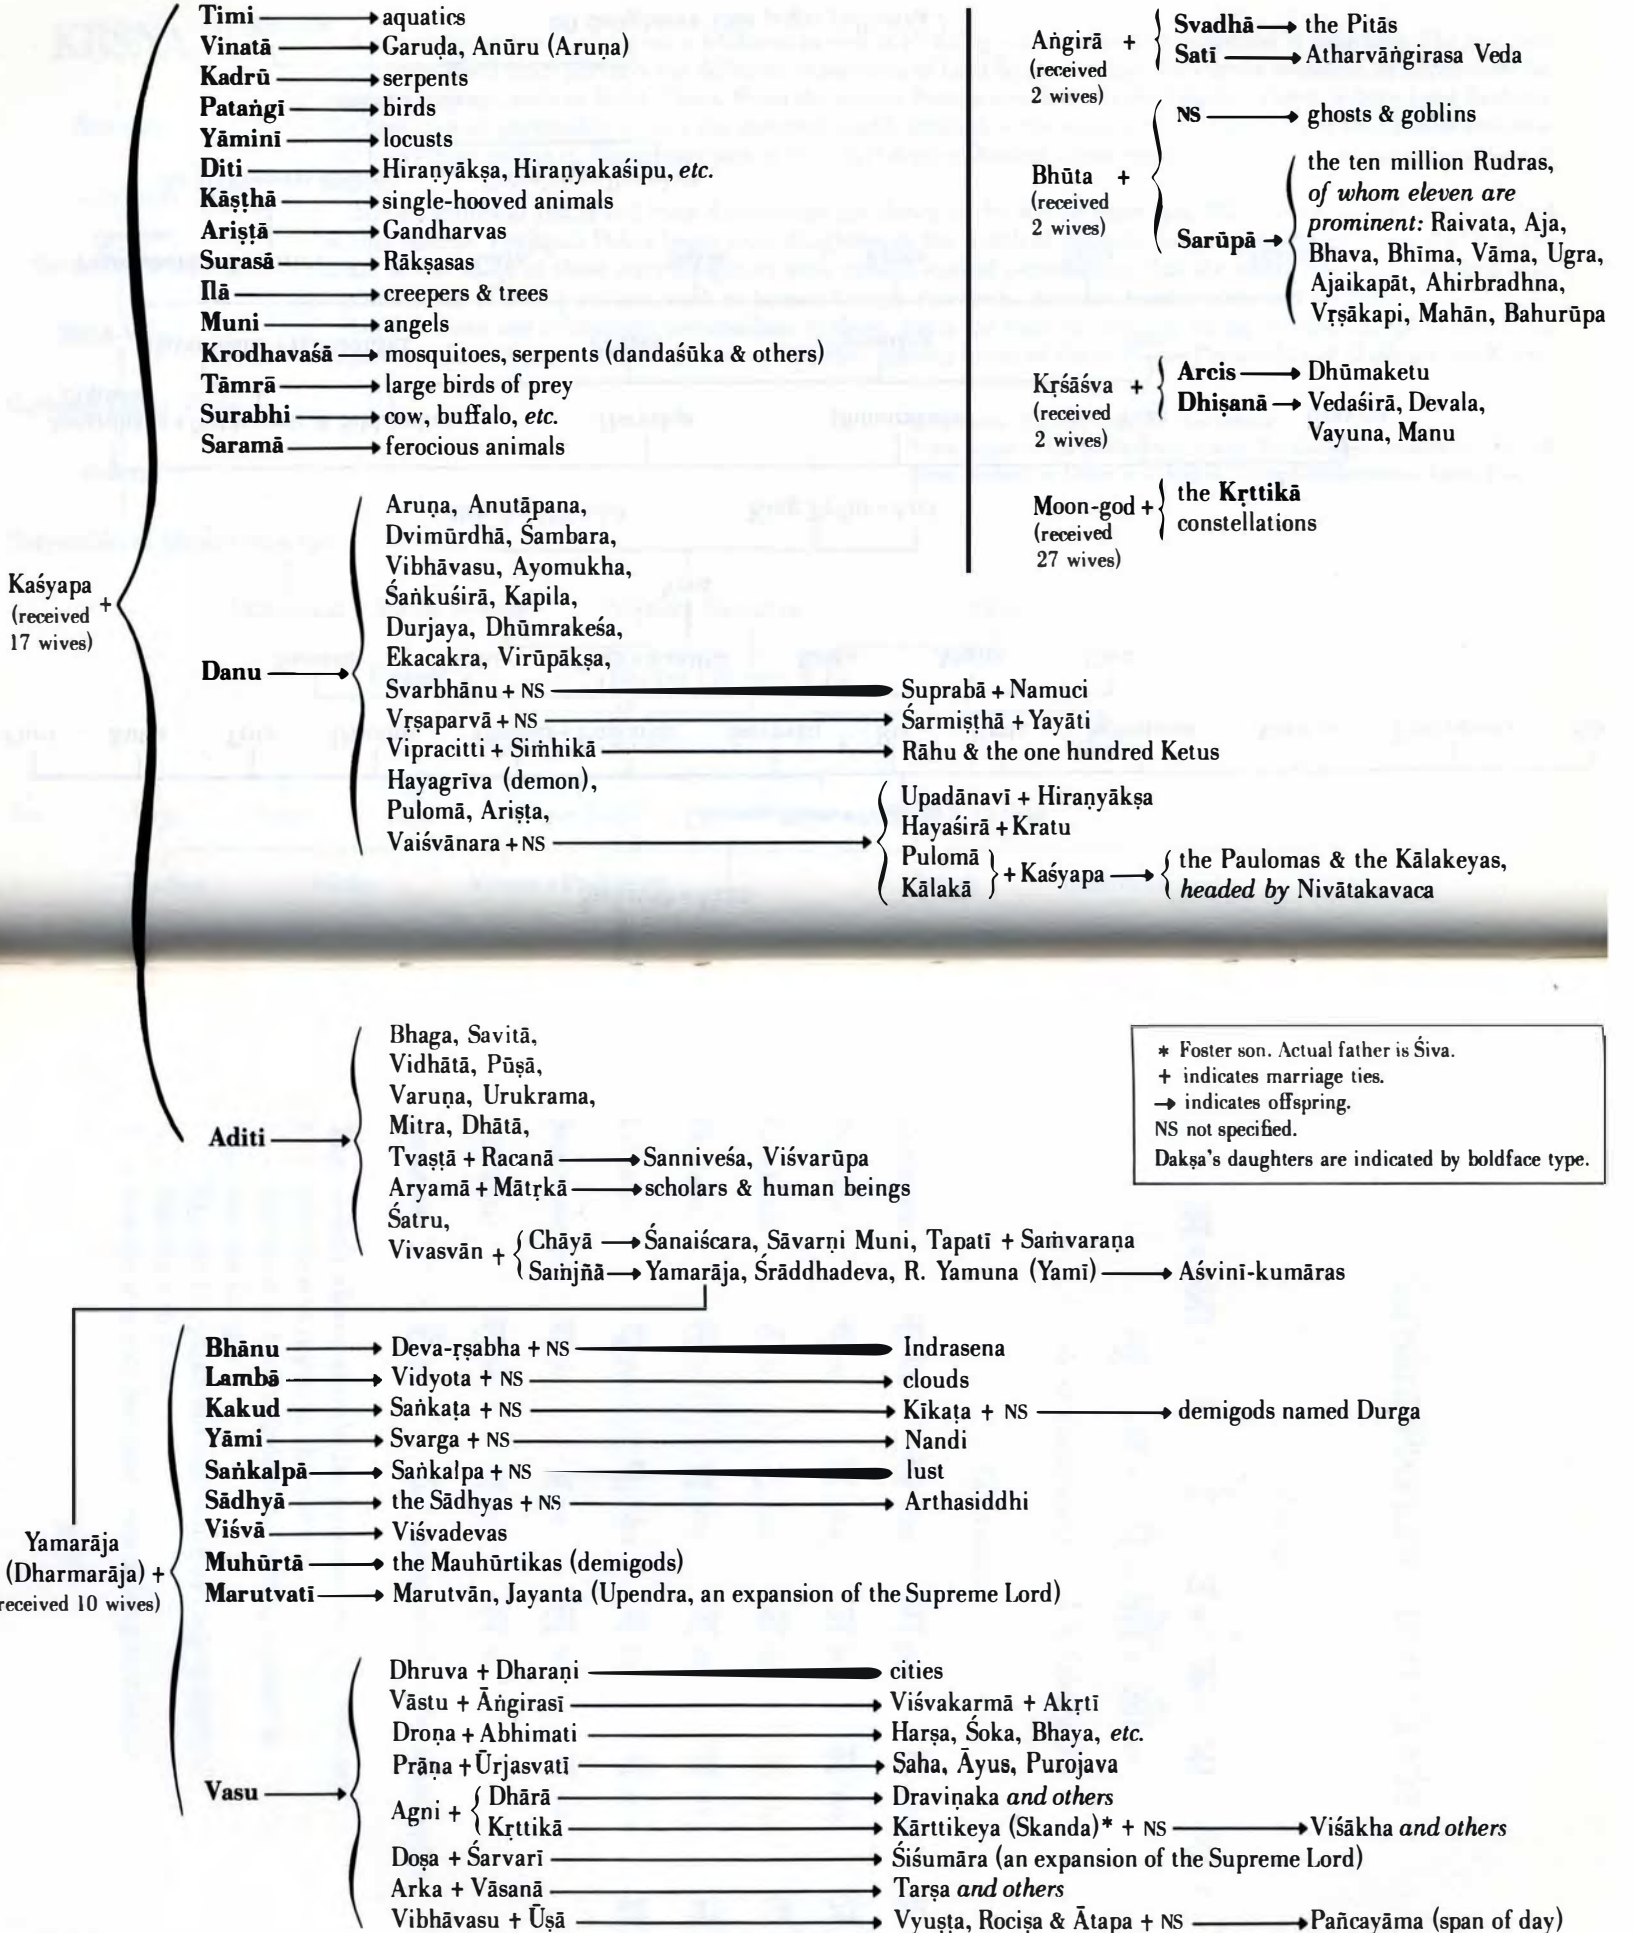 Timi → aquatics
Vinatā → Garuḍa, Anūru (Aruṇa)
Kadrū → serpents
Pataṅgī → birds
Yāminī → locusts
Diti → Hiraṇyākṣa, Hiraṇyakaśipu, etc.
Kāṣṭhā → single-hooved animals
Ariṣṭā → Gandharvas
Surasā → Rākṣasas
Ilā → creepers & trees
Muni → angels
Krodhavaśā → mosquitoes, serpents (dandaśūka & others)
Tāmrā → large birds of prey
Surabhi → cow, buffalo, etc.
Saramā → ferocious animals
Kaśyapa +
(received
17 wives)
Danu →
Aruṇa, Anutāpana,
Dvimūrdhā, Śambara,
Vibhāvasu, Ayomukha,
Śaṅkuśirā, Kapila,
Durjaya, Dhūmrakeśa,
Ekacakra, Virūpākṣa,
Svarbhānu + NS → Suprabā + Namuci
Vṛṣaparvā + NS → Śarmiṣṭhā + Yayāti
Vipracitti + Siṁhikā → Rāhu & the one hundred Ketus
Hayagrīva (demon),
Pulomā, Ariṣṭa,
Vaiśvānara + NS →
Upadānavī + Hiraṇyākṣa
Hayaśirā + Kratu
Pulomā
Kālakā
+ Kaśyapa →
the Paulomas & the Kālakeyas,
headed by Nivātakavaca
Aṅgirā +
(received
2 wives)
Svadhā → the Pitās
Satī → Atharvāṅgirasa Veda
Bhūta +
(received
2 wives)
NS → ghosts & goblins
Sarūpā →
the ten million Rudras,
of whom eleven are
prominent: Raivata, Aja,
Bhava, Bhīma, Vāma, Ugra,
Ajaikapāt, Ahirbradhna,
Vṛṣākapi, Mahān, Bahurūpa
Kṛśāśva +
(received
2 wives)
Arcis → Dhūmaketu
Dhiṣanā → Vedaśirā, Devala,
Vayuna, Manu
Moon-god +
(received
27 wives)
the Kṛttikā
constellations
Aditi →
Bhaga, Savitā,
Vidhātā, Pūṣā,
Varuṇa, Urukrama,
Mitra, Dhātā,
Tvaṣṭā + Racanā → Sanniveśa, Viśvarūpa
Aryamā + Mātṛkā → scholars & human beings
Śatru,
Vivasvān +
Chāyā → Śanaiścara, Sāvarṇi Muni, Tapatī + Saṁvaraṇa
Saṁjñā → Yamarāja, Śrāddhadeva, R. Yamuna (Yamī) → Aśvinī-kumāras
* Foster son. Actual father is Śiva.
+ indicates marriage ties.
→ indicates offspring.
NS not specified.
Dakṣa's daughters are indicated by boldface type.
Yamarāja
(Dharmarāja) +
received 10 wives)
Bhānu → Deva-ṛṣabha + NS → Indrasena
Lambā → Vidyota + NS → clouds
Kakud → Saṅkaṭa + NS → Kīkaṭa + NS → demigods named Durga
Yāmi → Svarga + NS → Nandi
Saṅkalpā → Saṅkalpa + NS → lust
Sādhyā → the Sādhyas + NS → Arthasiddhi
Viśvā → Viśvadevas
Muhūrtā → the Mauhūrtikas (demigods)
Marutvatī → Marutvān, Jayanta (Upendra, an expansion of the Supreme Lord)
Vasu →
Dhruva + Dharaṇi → cities
Vāstu + Āṅgirasī → Viśvakarmā + Akṛtī
Droṇa + Abhimati → Harṣa, Śoka, Bhaya, etc.
Prāṇa + Ūrjasvatī → Saha, Āyus, Purojava
Agni +
Dhārā → Draviṇaka and others
Kṛttikā → Kārttikeya (Skanda)* + NS → Viśākha and others
Doṣa + Śarvarī → Śiśumāra (an expansion of the Supreme Lord)
Arka + Vāsanā → Tarṣa and others
Vibhāvasu + Ūṣā → Vyuṣṭa, Rociṣa & Ātapa + NS → Pañcayāma (span of day)